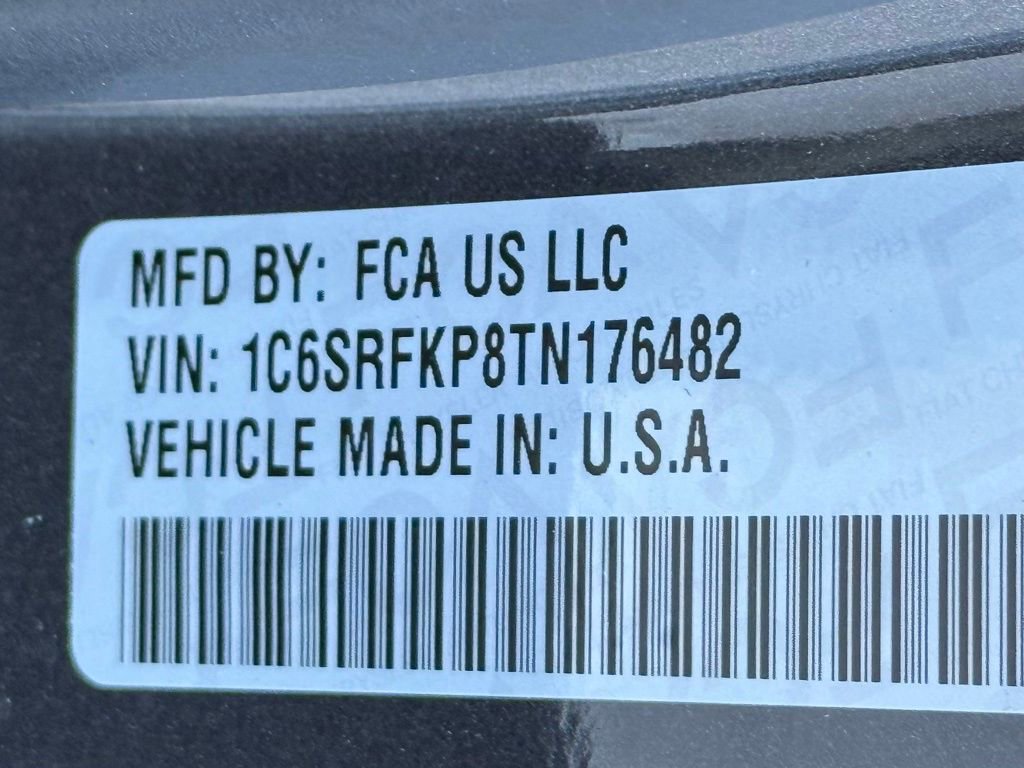 MFD BY: FCA US LLC
VIN: 1C6SRFKP8TN176482
VEHICLE MADE IN: U.S.A.